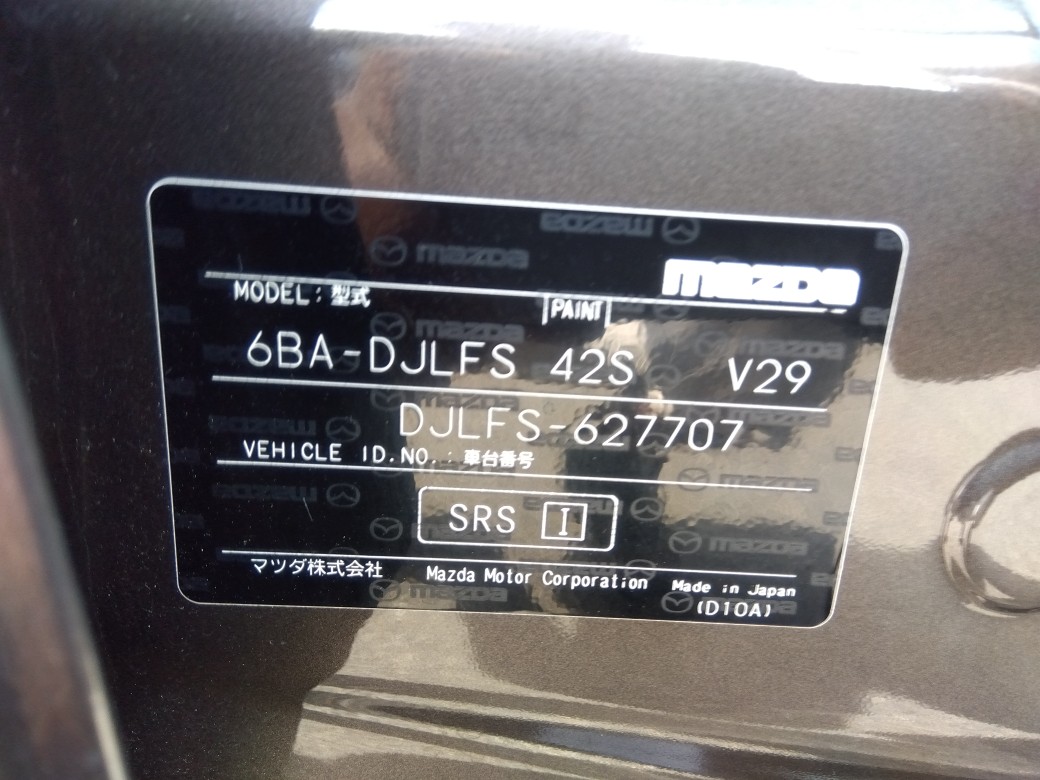 mazda
MODEL : 型式
PAINT
6BA-DJLFS 42S V29
DJLFS-627707
VEHICLE ID.NO. : 車台番号
SRS I
マツダ株式会社 Mazda Motor Corporation Made in Japan
(D10A)